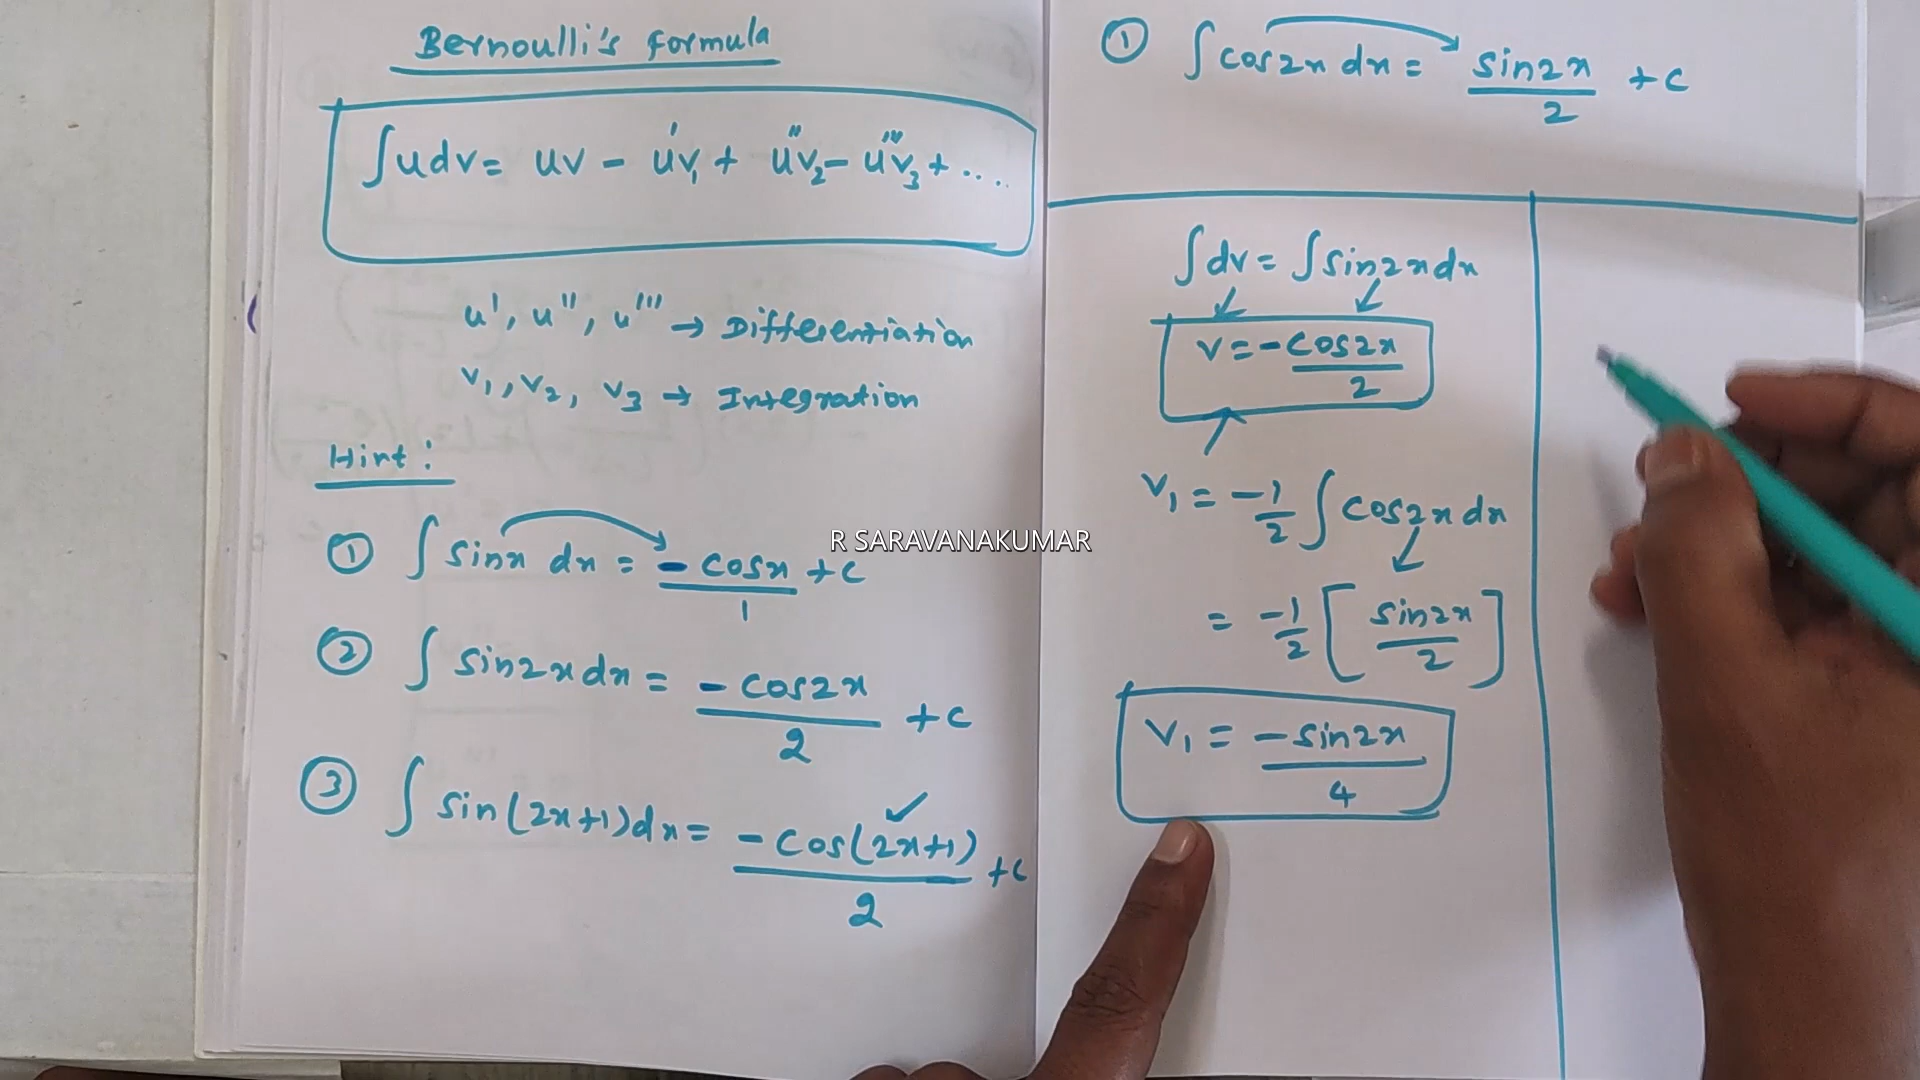 Bernoulli's Formula
∫udv = uv - u'v₁ + u''v₂ - u'''v₃ + ....
u', u'', u''' → Differentiation
v₁, v₂, v₃ → Integration
Hint:
① ∫ sinx dx = -cosx/1 + c
② ∫ sin2x dx = -cos2x/2 + c
③ ∫ sin(2x+1)dx = -cos(2x+1)/2 + c
① ∫cos2x dx = sin2x/2 + c
∫dv = ∫sin2x dx
v = -cos2x/2
v₁ = -1/2 ∫cos2x dx
= -1/2 [sin2x/2]
v₁ = -sin2x/4
R SARAVANAKUMAR